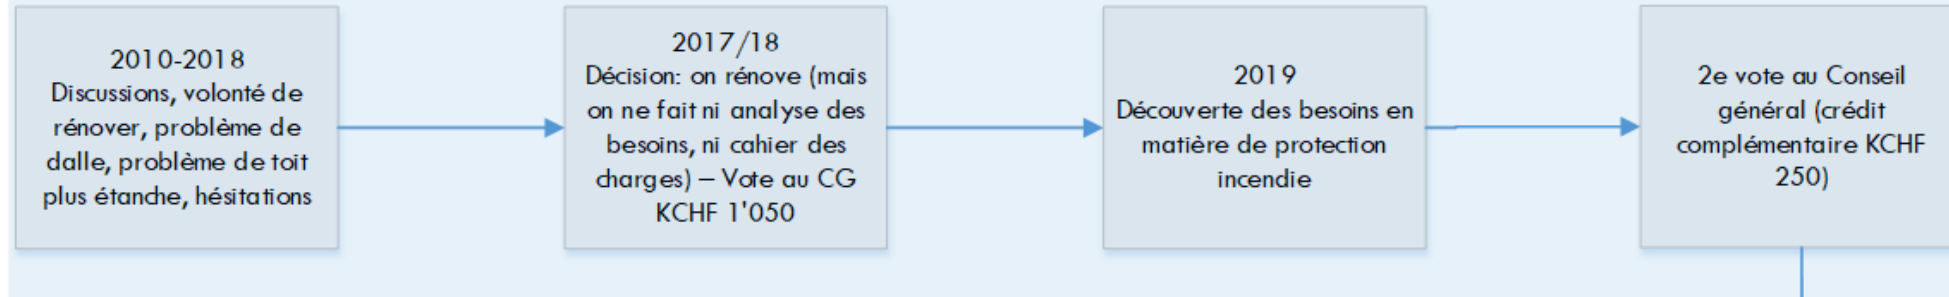 2010-2018
Discussions, volonté de
rénover, problème de
dalle, problème de toit
plus étanche, hésitations
2017/18
Décision: on rénove (mais
on ne fait ni analyse des
besoins, ni cahier des
charges) – Vote au CG
KCHF 1'050
2019
Découverte des besoins en
matière de protection
incendie
2e vote au Conseil
général (crédit
complémentaire KCHF
250)